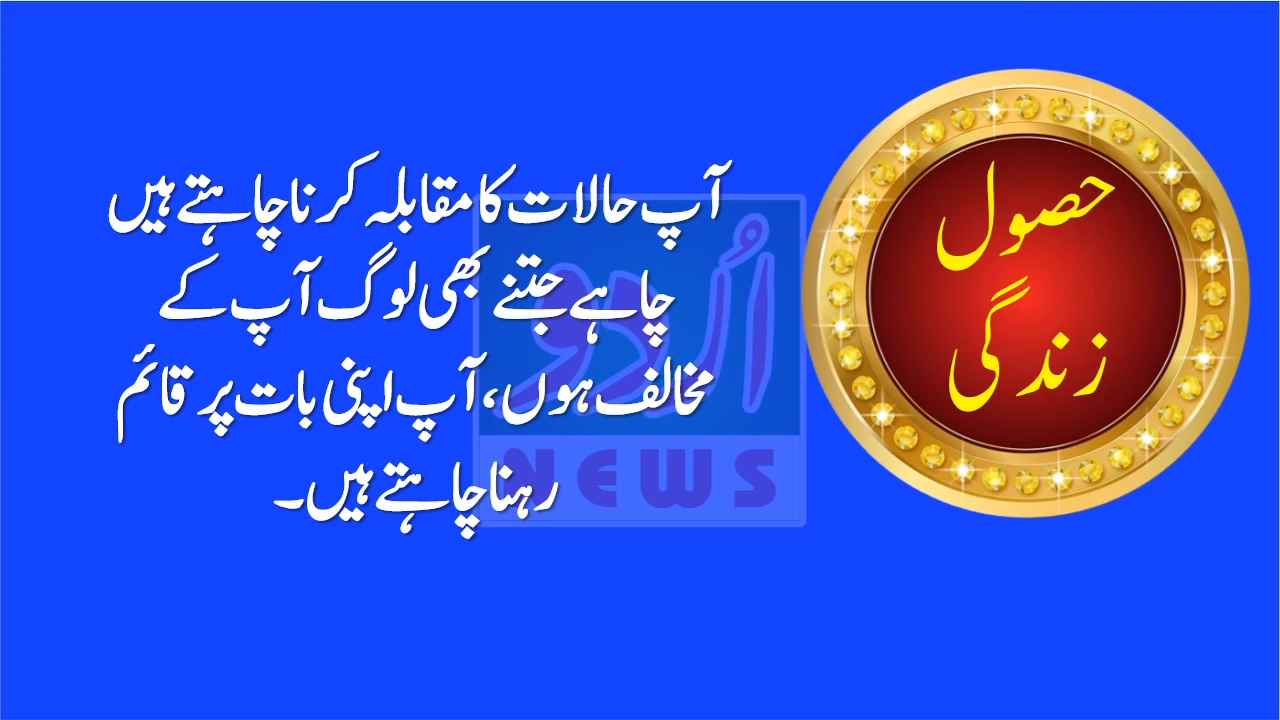 حصول
زندگی
آپ حالات کا مقابلہ کرنا چاہتے ہیں
چاہے جتنے بھی لوگ آپ کے
مخالف ہوں، آپ اپنی بات پر قائم
رہنا چاہتے ہیں۔
اُردو
NEWS